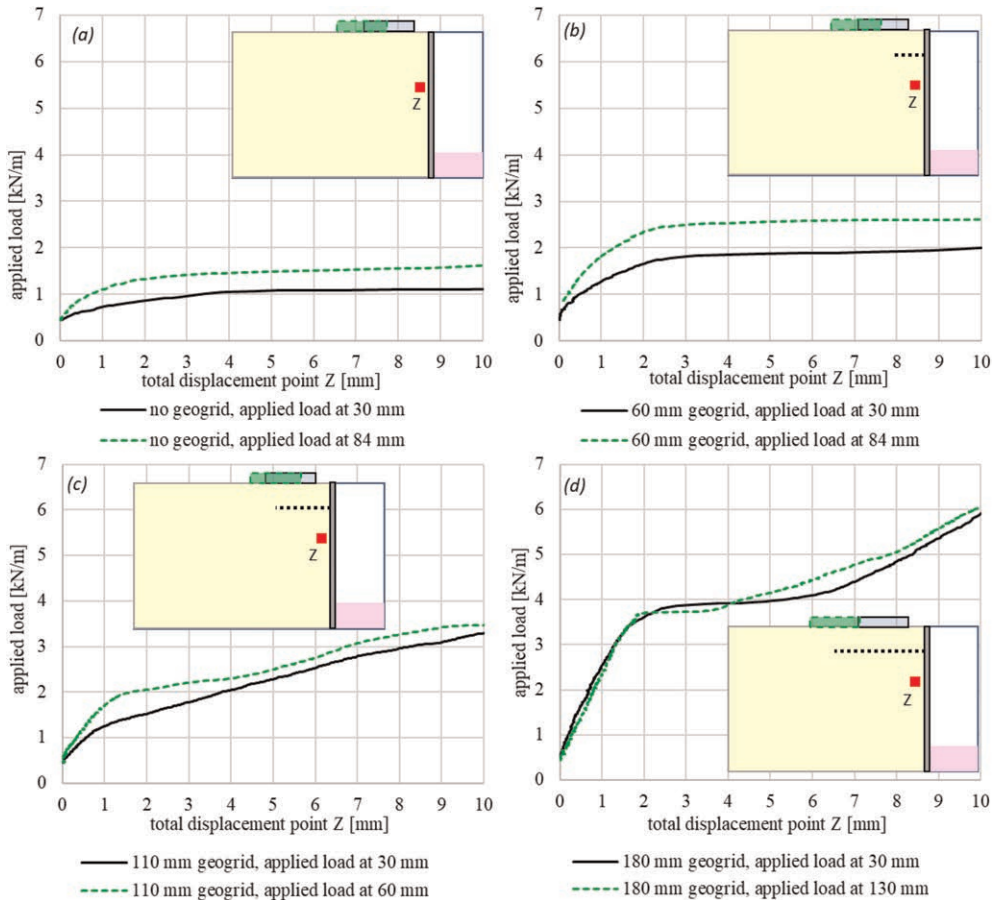 (a)
7
6
5
4
3
2
1
0
applied load [kN/m]
Z
0 1 2 3 4 5 6 7 8 9 10
total displacement point Z [mm]
no geogrid, applied load at 30 mm
no geogrid, applied load at 84 mm
(b)
7
6
5
4
3
2
1
0
applied load [kN/m]
Z
0 1 2 3 4 5 6 7 8 9 10
total displacement point Z [mm]
60 mm geogrid, applied load at 30 mm
60 mm geogrid, applied load at 84 mm
(c)
7
6
5
4
3
2
1
0
applied load [kN/m]
Z
0 1 2 3 4 5 6 7 8 9 10
total displacement point Z [mm]
110 mm geogrid, applied load at 30 mm
110 mm geogrid, applied load at 60 mm
(d)
7
6
5
4
3
2
1
0
applied load [kN/m]
Z
0 1 2 3 4 5 6 7 8 9 10
total displacement point Z [mm]
180 mm geogrid, applied load at 30 mm
180 mm geogrid, applied load at 130 mm